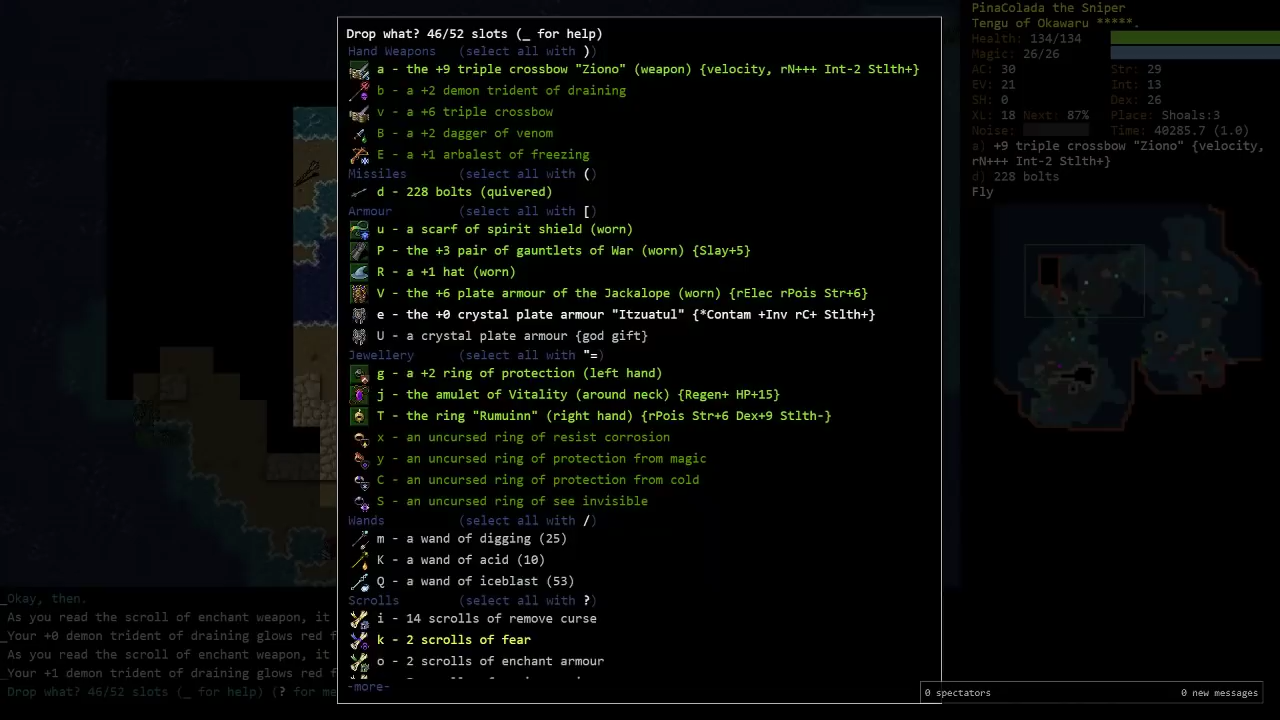 Drop what? 46/52 slots (_ for help)
Hand Weapons (select all with ))
a - the +9 triple crossbow "Ziono" (weapon) {velocity, rN+++ Int-2 Stlth+}
b - a +2 demon trident of draining
v - a +6 triple crossbow
B - a +2 dagger of venom
E - a +1 arbalest of freezing
Missiles (select all with ()
d - 228 bolts (quivered)
Armour (select all with [)
u - a scarf of spirit shield (worn)
P - the +3 pair of gauntlets of War (worn) {Slay+5}
R - a +1 hat (worn)
V - the +6 plate armour of the Jackalope (worn) {rElec rPois Str+6}
e - the +0 crystal plate armour "Itzuatul" {*Contam +Inv rC+ Stlth+}
U - a crystal plate armour {god gift}
Jewellery (select all with "=)
g - a +2 ring of protection (left hand)
j - the amulet of Vitality (around neck) {Regen+ HP+15}
T - the ring "Rumuinn" (right hand) {rPois Str+6 Dex+9 Stlth-}
x - an uncursed ring of resist corrosion
y - an uncursed ring of protection from magic
C - an uncursed ring of protection from cold
S - an uncursed ring of see invisible
Wands (select all with /)
m - a wand of digging (25)
K - a wand of acid (10)
Q - a wand of iceblast (53)
Scrolls (select all with ?)
i - 14 scrolls of remove curse
k - 2 scrolls of fear
o - 2 scrolls of enchant armour
-more-
PinaColada the Sniper
Tengu of Okawaru *****.
Health: 134/134
Magic: 26/26
AC: 30 Str: 29
EV: 21 Int: 13
SH: 0 Dex: 26
XL: 18 Next: 87% Place: Shoals:3
Noise: Time: 40285.7 (1.0)
a) +9 triple crossbow "Ziono" {velocity,
rN+++ Int-2 Stlth+}
d) 228 bolts
Fly
_Okay, then.
As you read the scroll of enchant weapon, it
_Your +0 demon trident of draining glows red f
As you read the scroll of enchant weapon, it
_Your +1 demon trident of draining glows red f
Drop what? 46/52 slots (_ for help) (? for me
0 spectators 0 new messages